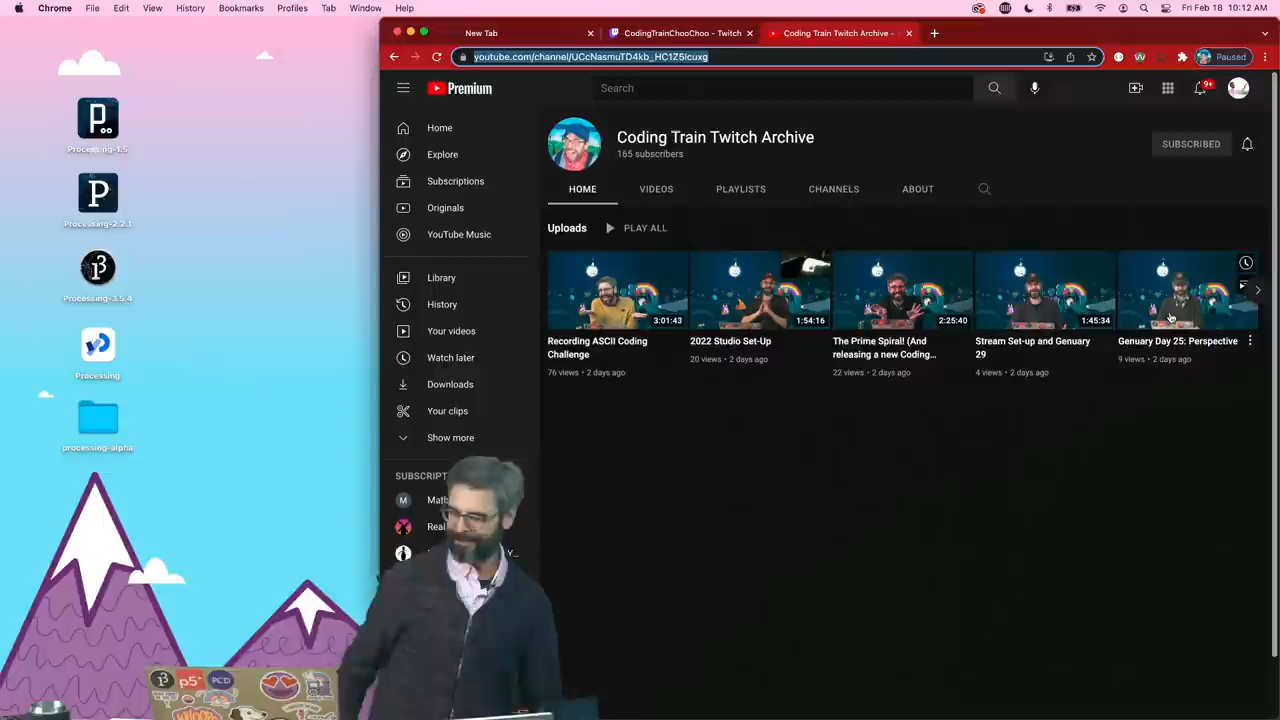 Chrome File Edit View History Bookmarks Profiles Tab Window Help
Fri Feb 18 10:12 AM
New Tab
CodingTrainChooChoo - Twitch
Coding Train Twitch Archive -
youtube.com/channel/UCcNasmuTD4kb_HC1Z5lcuxg
Paused
Premium
Search
9+
Home
Explore
Subscriptions
Originals
YouTube Music
Library
History
Your videos
Watch later
Downloads
Your clips
Show more
SUBSCRIPT
M
Math
Real
Y...
Coding Train Twitch Archive
165 subscribers
SUBSCRIBED
HOME VIDEOS PLAYLISTS CHANNELS ABOUT
Uploads PLAY ALL
3:01:43
Recording ASCII Coding
Challenge
76 views • 2 days ago
1:54:16
2022 Studio Set-Up
20 views • 2 days ago
2:25:40
The Prime Spiral! (And
releasing a new Coding...
22 views • 2 days ago
1:45:34
Stream Set-up and Genuary
29
4 views • 2 days ago
Genuary Day 25: Perspective
9 views • 2 days ago
P
Processing-1.5
P
Processing-2.2.1
Processing-3.5.4
Processing
processing-alpha
p5*
PCD